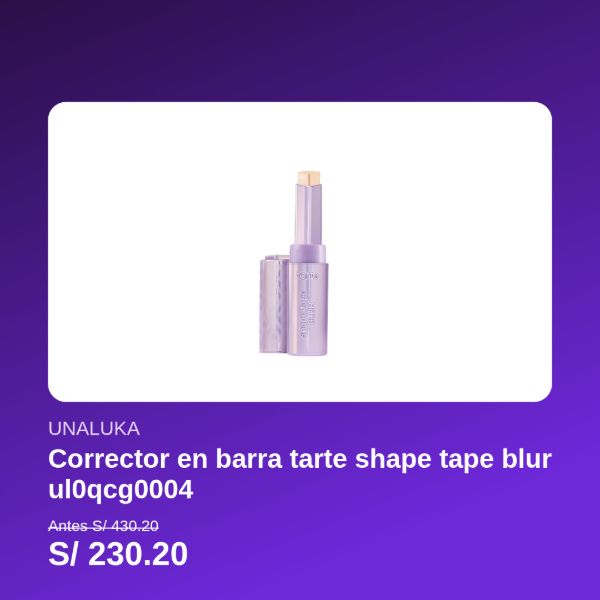 UNALUKA
Corrector en barra tarte shape tape blur
ul0qcg0004
Antes S/ 430.20
S/ 230.20